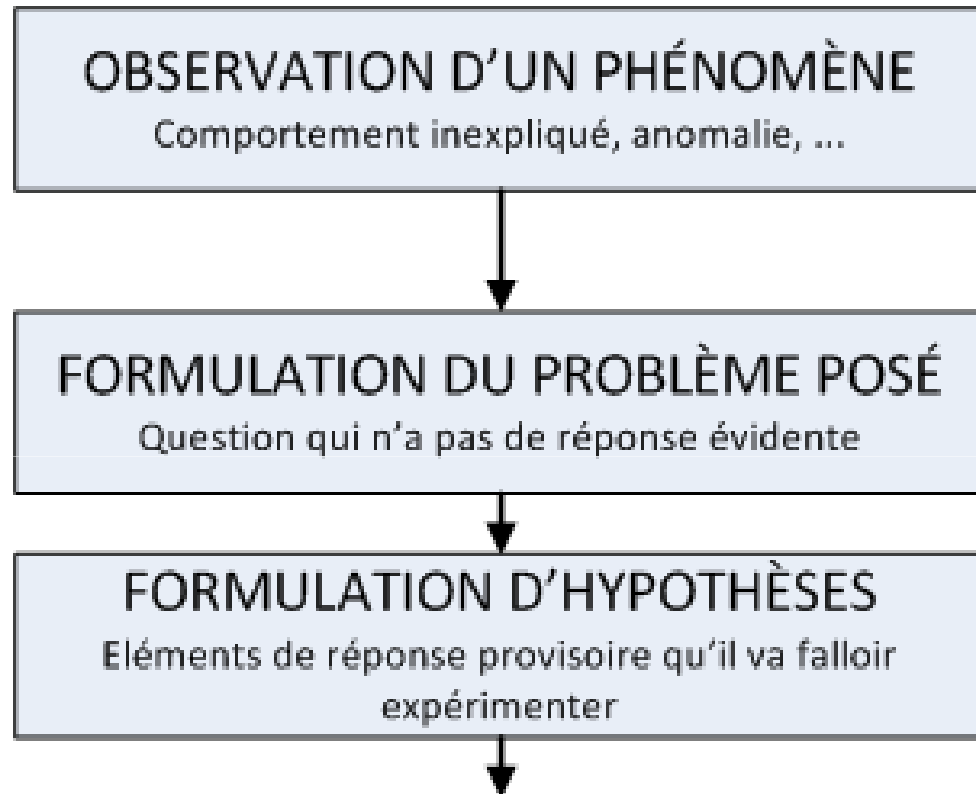 OBSERVATION D'UN PHÉNOMÈNE
Comportement inexpliqué, anomalie, ...
FORMULATION DU PROBLÈME POSÉ
Question qui n'a pas de réponse évidente
FORMULATION D'HYPOTHÈSES
Eléments de réponse provisoire qu'il va falloir
expérimenter